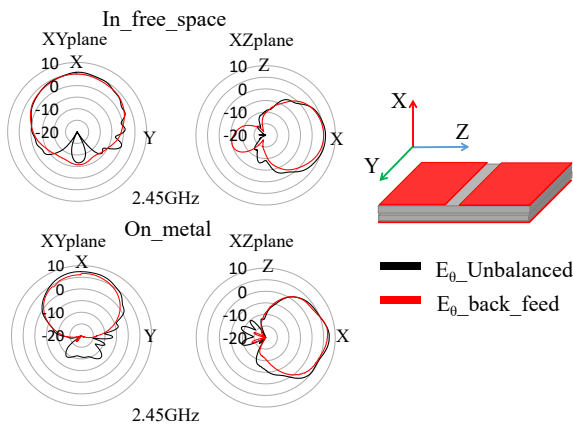 In_free_space
XYplane
XZplane
X
Z
10
0
-10
-20
Y
10
0
-10
-20
X
2.45GHz
On_metal
XYplane
XZplane
X
Z
10
0
-10
-20
Y
10
0
-10
-20
X
2.45GHz
X
Z
Y
Eθ_Unbalanced
Eθ_back_feed